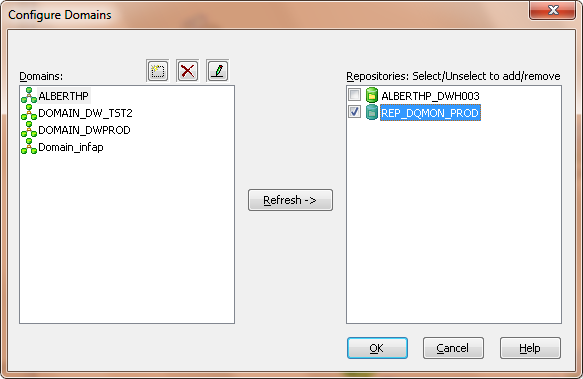 Configure Domains
Domains:
ALBERTHP
DOMAIN_DW_TST2
DOMAIN_DWPROD
Domain_infap
Refresh ->
Repositories: Select/Unselect to add/remove
ALBERTHP_DWH003
REP_DQMON_PROD
OK
Cancel
Help